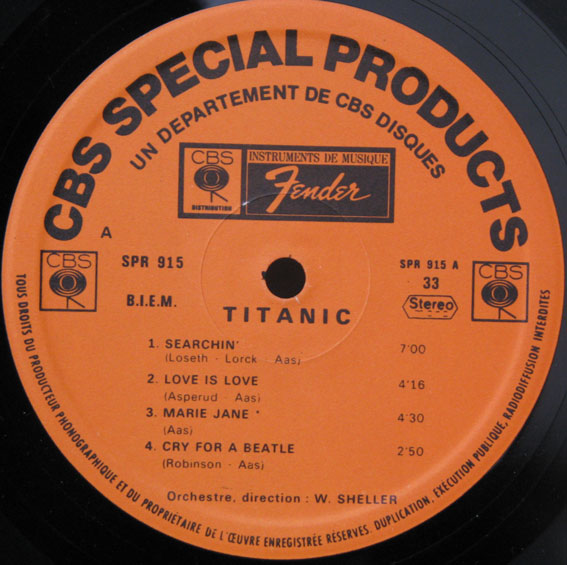 CBS SPECIAL PRODUCTS
UN DEPARTEMENT DE CBS DISQUES
CBS
DISTRIBUTION
INSTRUMENTS DE MUSIQUE
Fender
A
CBS
SPR 915
B.I.E.M.
SPR 915 A
33
Stereo
CBS
TITANIC
1. SEARCHIN' 7'00
(Loseth - Lorck - Aas)
2. LOVE IS LOVE 4'16
(Asperud - Aas)
3. MARIE JANE * 4'30
(Aas)
4. CRY FOR A BEATLE 2'50
(Robinson - Aas)
Orchestre, direction : W. SHELLER
TOUS DROITS DU PRODUCTEUR PHONOGRAPHIQUE ET DU PROPRIÉTAIRE DE L'ŒUVRE ENREGISTRÉE RÉSERVÉS. DUPLICATION, EXÉCUTION PUBLIQUE, RADIODIFFUSION INTERDITES